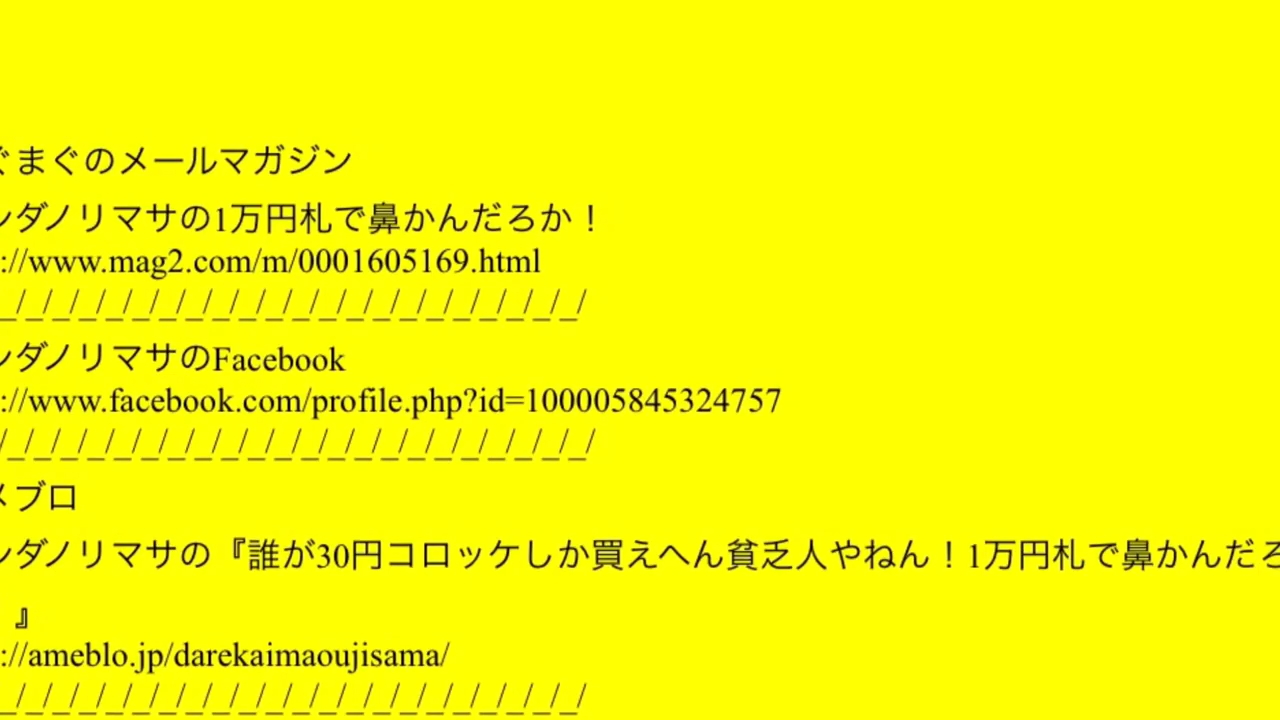 ぐまぐのメールマガジン
ンダノリマサの1万円札で鼻かんだろか！
://www.mag2.com/m/0001605169.html
_/_/_/_/_/_/_/_/_/_/_/_/_/_/_/_/_/_/_/_/_/_/
ンダノリマサのFacebook
://www.facebook.com/profile.php?id=100005845324757
/_/_/_/_/_/_/_/_/_/_/_/_/_/_/_/_/_/_/_/_/_/_/
メブロ
ンダノリマサの『誰が30円コロッケしか買えへん貧乏人やねん！1万円札で鼻かんだろ
』
://ameblo.jp/darekaimaoujisama/
_/_/_/_/_/_/_/_/_/_/_/_/_/_/_/_/_/_/_/_/_/_/